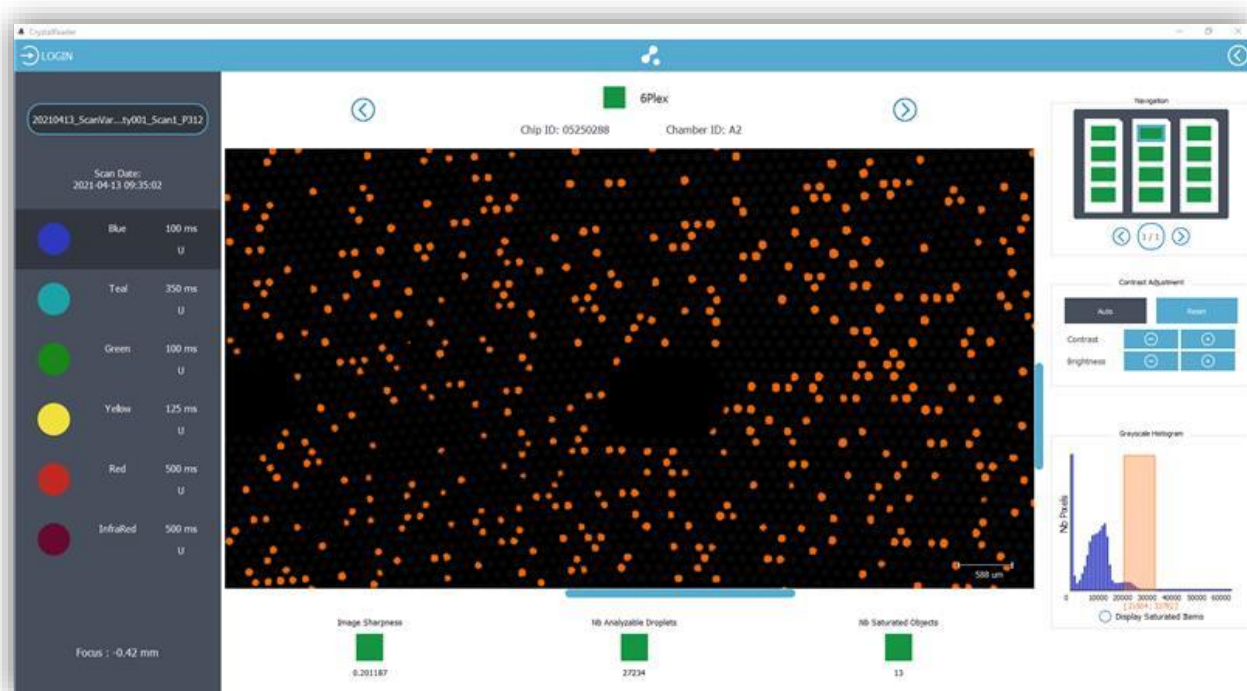 CrystalReader
LOGIN
20210413_ScanVar...ty001_Scan1_P312
Scan Date:
2021-04-13 09:35:02
Blue 100 ms
U
Teal 350 ms
U
Green 100 ms
U
Yellow 125 ms
U
Red 500 ms
U
InfraRed 500 ms
U
Focus : -0.42 mm
6Plex
Chip ID: 05250288 Chamber ID: A2
588 um
Image Sharpness
0.201187
Nb Analyzable Droplets
27234
Nb Saturated Objects
13
Navigation
1 / 1
Contrast Adjustment
Auto Reset
Contrast
Brightness
Greyscale Histogram
Nb Pixels
0 10000 20000 30000 40000 50000 60000
Display Saturated Items